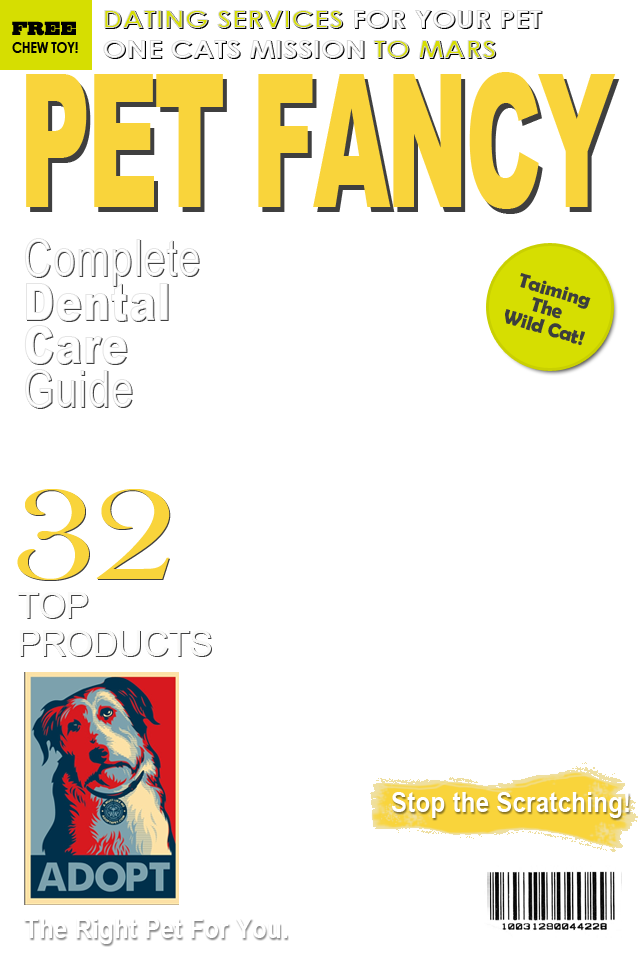 FREE
CHEW TOY!
DATING SERVICES FOR YOUR PET
ONE CATS MISSION TO MARS
PET FANCY
Complete
Dental
Care
Guide
Taiming
The
Wild Cat!
32
TOP
PRODUCTS
ADOPT
Stop the Scratching!
10031290044228
The Right Pet For You.